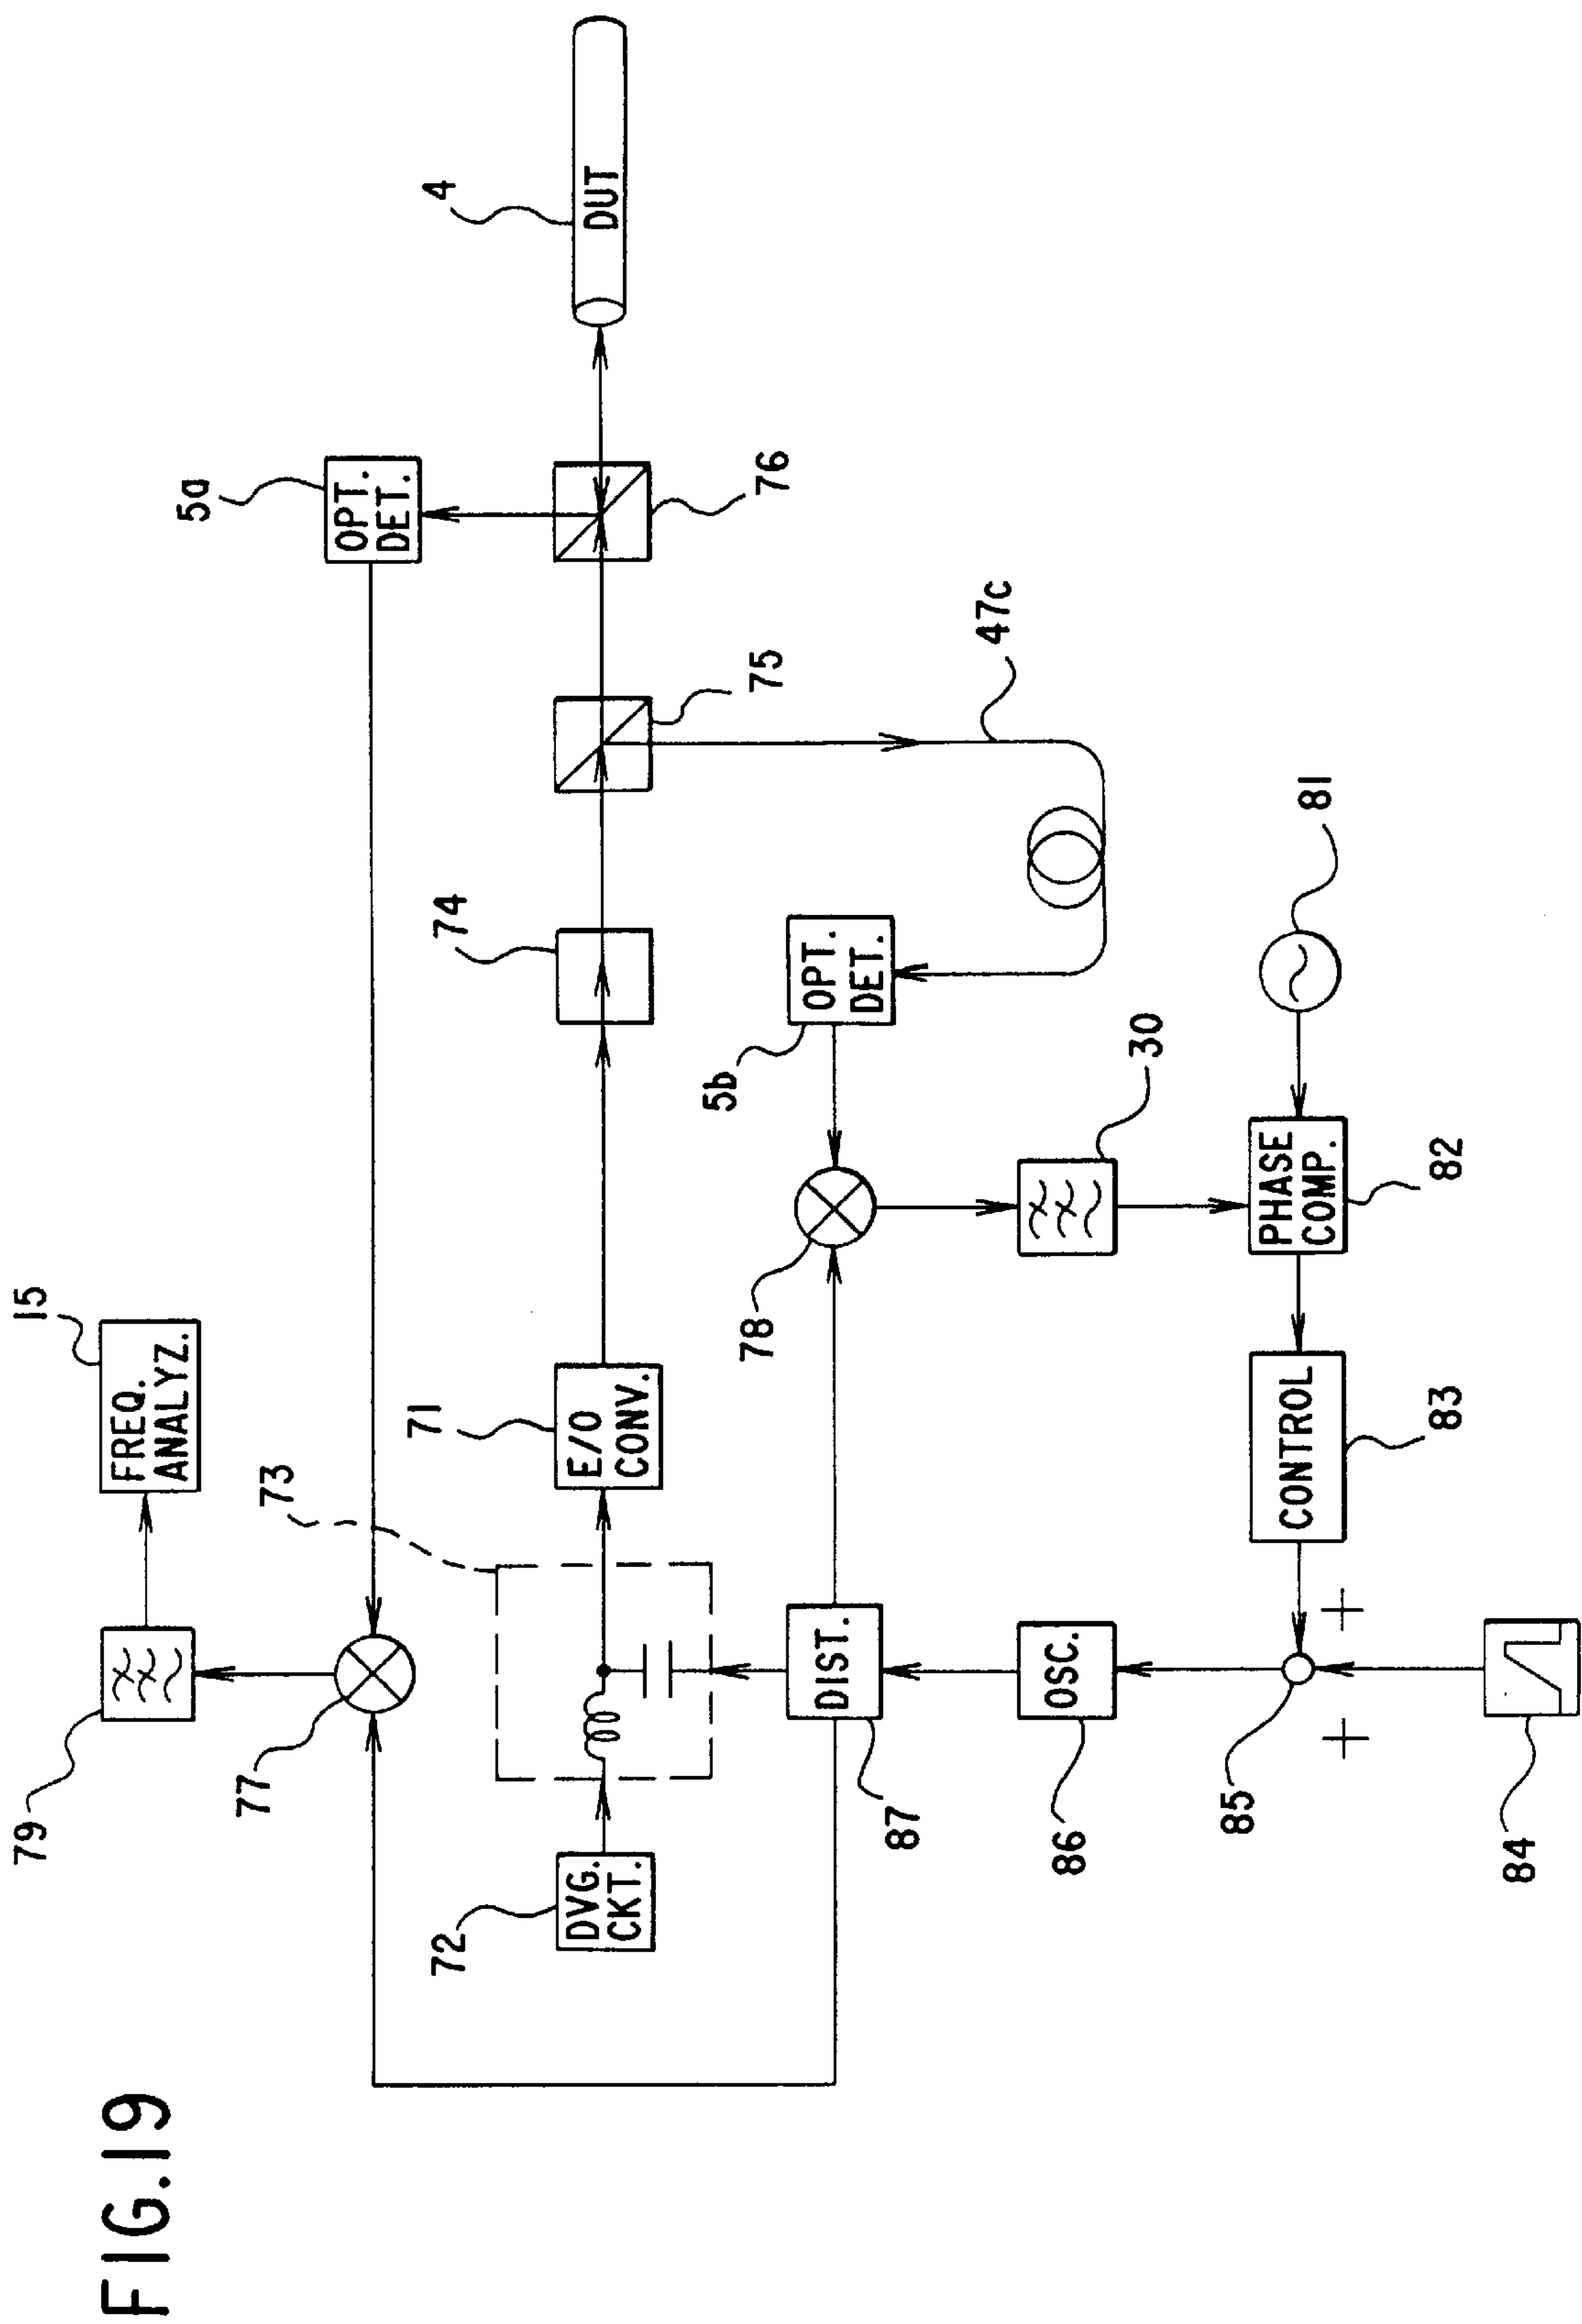 FIG.19
79
15
FREQ.
ANALYZ.
77
73
5a
OPT.
DET.
72
DVG.
CKT.
71
E/O
CONV.
74
75
76
4
DUT
87
DIST.
78
5b
OPT.
DET.
47c
86
OSC.
30
85
+
+
CONTROL
83
PHASE
COMP.
82
81
84